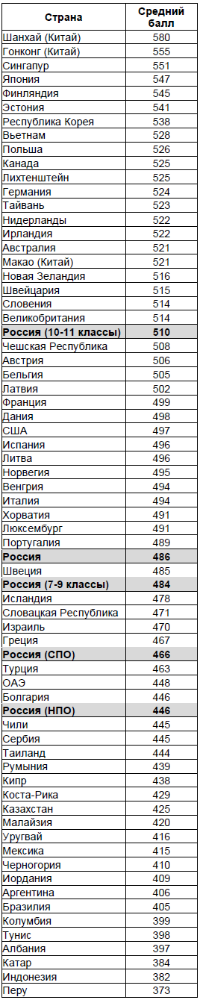 Страна Средний
балл
Шанхай (Китай) 580
Гонконг (Китай) 555
Сингапур 551
Япония 547
Финляндия 545
Эстония 541
Республика Корея 538
Вьетнам 528
Польша 526
Канада 525
Лихтенштейн 525
Германия 524
Тайвань 523
Нидерланды 522
Ирландия 522
Австралия 521
Макао (Китай) 521
Новая Зеландия 516
Швейцария 515
Словения 514
Великобритания 514
Россия (10-11 классы) 510
Чешская Республика 508
Австрия 506
Бельгия 505
Латвия 502
Франция 499
Дания 498
США 497
Испания 496
Литва 496
Норвегия 495
Венгрия 494
Италия 494
Хорватия 491
Люксембург 491
Португалия 489
Россия 486
Швеция 485
Россия (7-9 классы) 484
Исландия 478
Словацкая Республика 471
Израиль 470
Греция 467
Россия (СПО) 466
Турция 463
ОАЭ 448
Болгария 446
Россия (НПО) 446
Чили 445
Сербия 445
Таиланд 444
Румыния 439
Кипр 438
Коста-Рика 429
Казахстан 425
Малайзия 420
Уругвай 416
Мексика 415
Черногория 410
Иордания 409
Аргентина 406
Бразилия 405
Колумбия 399
Тунис 398
Албания 397
Катар 384
Индонезия 382
Перу 373